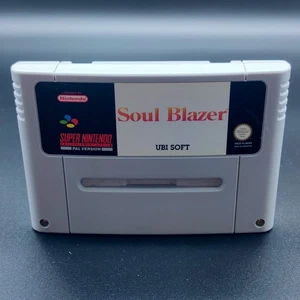 Nintendo
Soul Blazer
SUPER NINTENDO
PAL VERSION
UBI SOFT